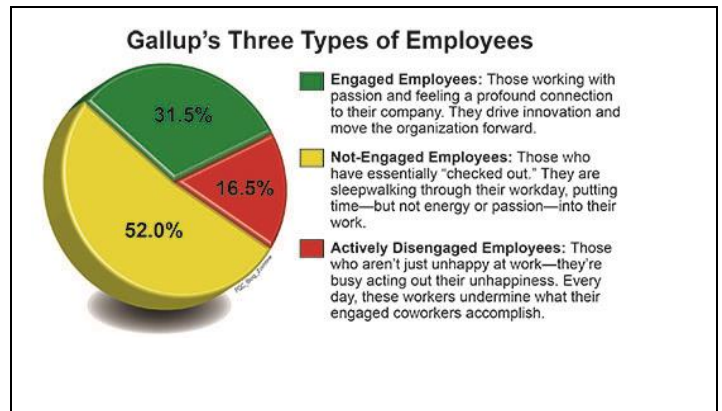 Gallup's Three Types of Employees
31.5%
16.5%
52.0%
Engaged Employees: Those working with
passion and feeling a profound connection
to their company. They drive innovation and
move the organization forward.
Not-Engaged Employees: Those who
have essentially “checked out.” They are
sleepwalking through their workday, putting
time—but not energy or passion—into their
work.
Actively Disengaged Employees: Those
who aren't just unhappy at work—they're
busy acting out their unhappiness. Every
day, these workers undermine what their
engaged coworkers accomplish.